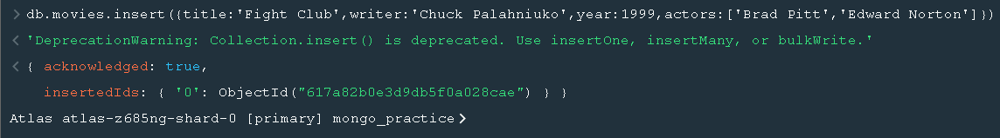 > db.movies.insert({title:'Fight Club',writer:'Chuck Palahniuko',year:1999,actors:['Brad Pitt','Edward Norton']})
< 'DeprecationWarning: Collection.insert() is deprecated. Use insertOne, insertMany, or bulkWrite.'
< { acknowledged: true,
insertedIds: { '0': ObjectId("617a82b0e3d9db5f0a028cae") } }
Atlas atlas-z685ng-shard-0 [primary] mongo_practice>